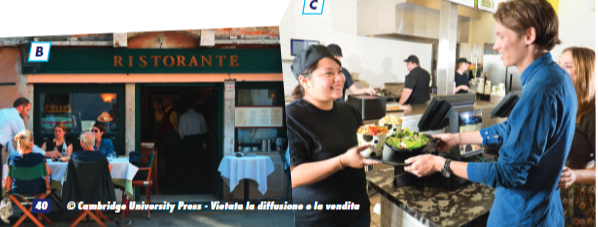 C
B
RISTORANTE
40 © Cambridge University Press - Vietata la diffusione e la vendita